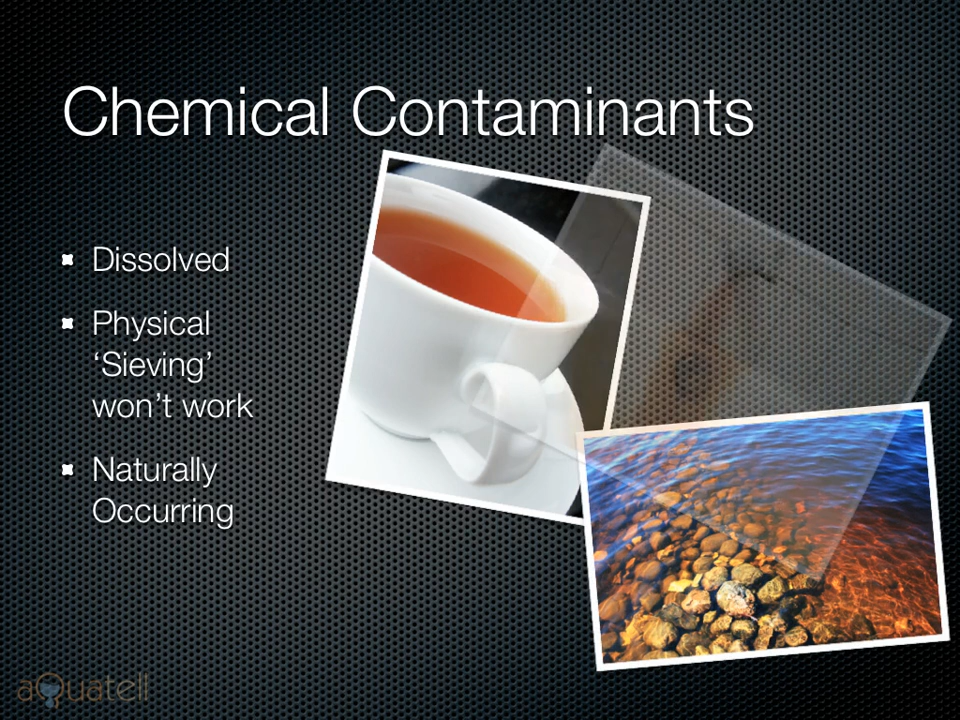 Chemical Contaminants
Dissolved
Physical
‘Sieving’
won’t work
Naturally
Occurring
aQuatell